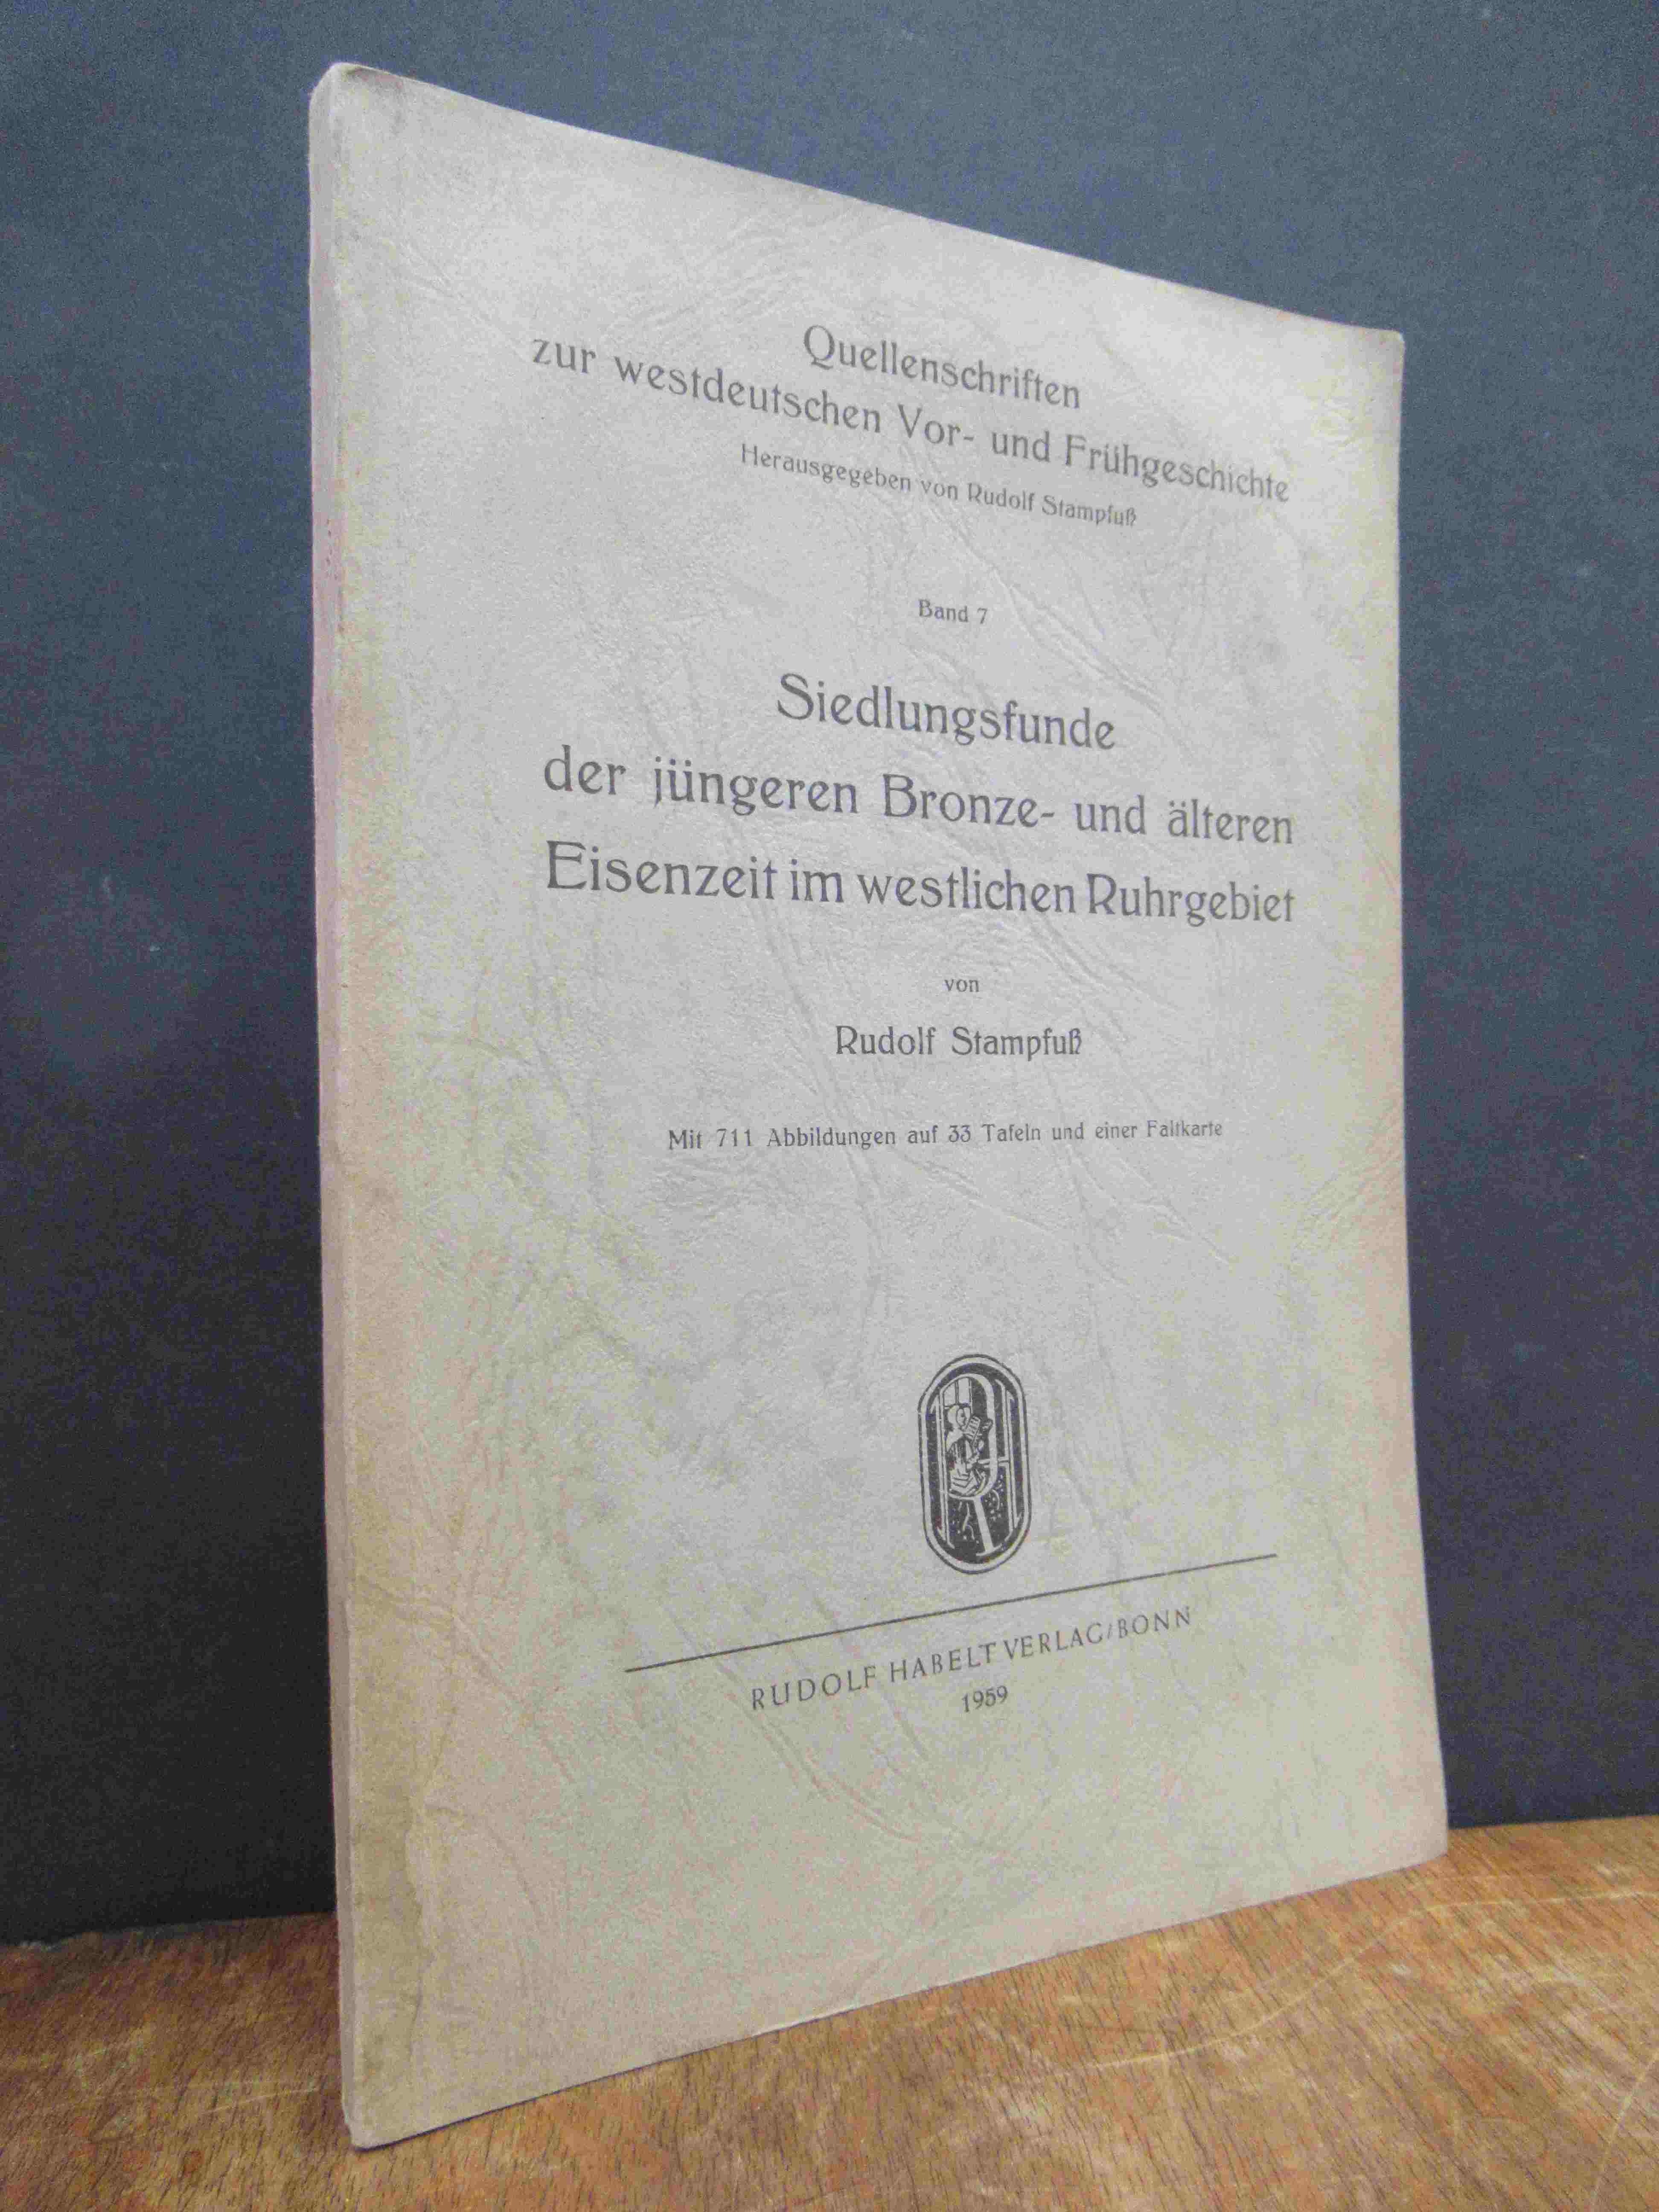 Quellenschriften
zur westdeutschen Vor- und Frühgeschichte
Herausgegeben von Rudolf Stampfuß
Band 7
Siedlungsfunde
der jüngeren Bronze- und älteren
Eisenzeit im westlichen Ruhrgebiet
von
Rudolf Stampfuß
Mit 711 Abbildungen auf 33 Tafeln und einer Faltkarte
RUDOLF HABELT VERLAG/BONN
1959